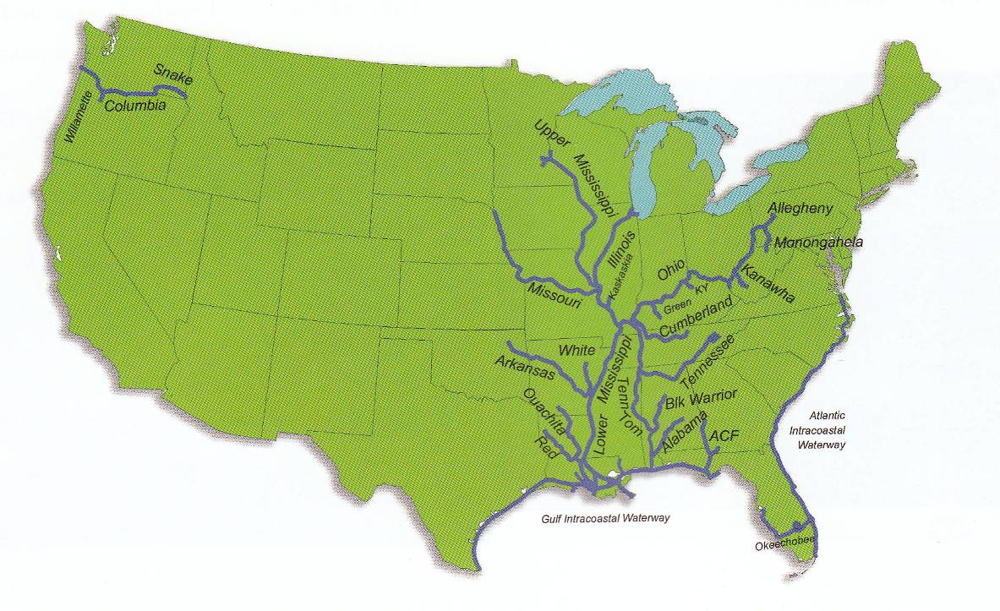 Snake
Columbia
Wilamette
Upper Mississippi
Illinois
Kaskaskia
Missouri
Allegheny
Monongahela
Kanawha
Ohio
KY
Green
Cumberland
Tennessee
White
Arkansas
Ouachita
Red
Lower Mississippi
Tenn-Tom
Blk Warrior
Alabama
ACF
Atlantic
Intracoastal
Waterway
Gulf Intracoastal Waterway
Okeechobee